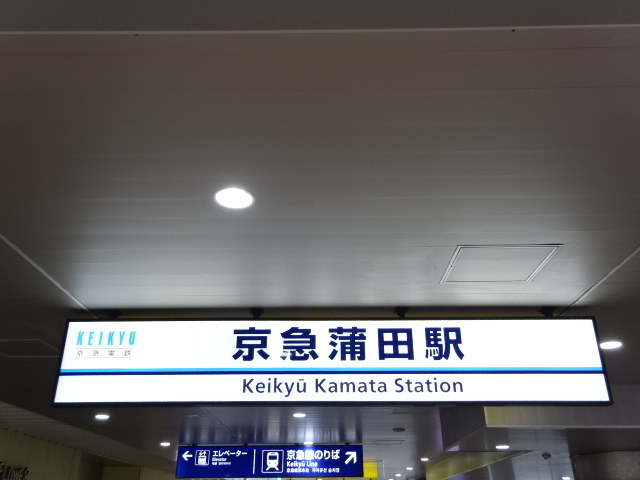 KEIKYU
京急電鉄
京急蒲田駅
Keikyū Kamata Station
エレベーター
Elevator
京急線のりば
Keikyū Line